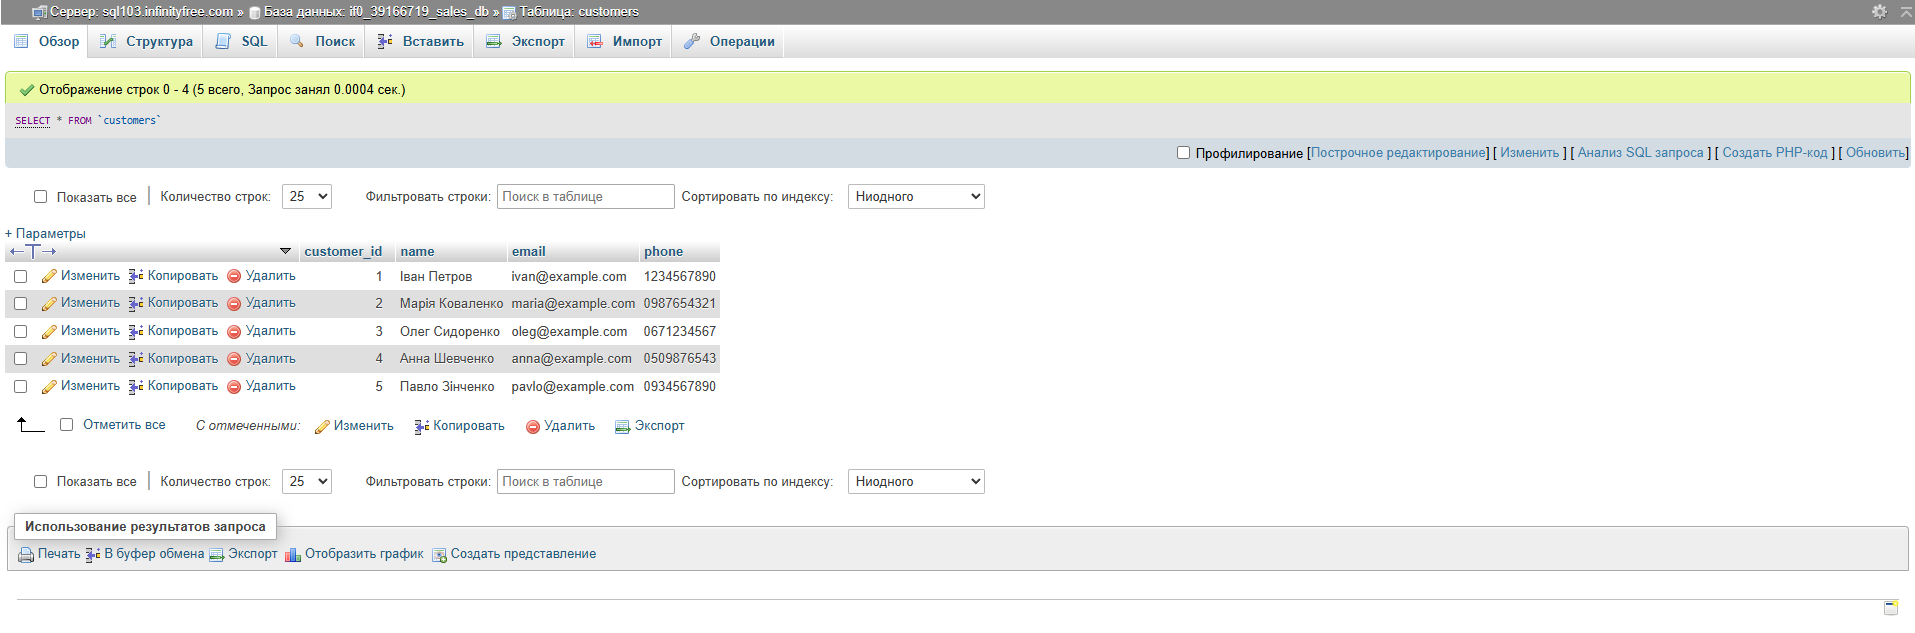 Сервер: sql103.infinityfree.com » База данных: if0_39166719_sales_db » Таблица: customers
Обзор Структура SQL Поиск Вставить Экспорт Импорт Операции
Отображение строк 0 - 4 (5 всего, Запрос занял 0.0004 сек.)
SELECT * FROM `customers`
Профилирование [Построчное редактирование] [ Изменить ] [ Анализ SQL запроса ] [ Создать PHP-код ] [ Обновить]
Показать все Количество строк: 25 Фильтровать строки: Поиск в таблице Сортировать по индексу: Ниодного
+ Параметры
←T→ customer_id name email phone
Изменить Копировать Удалить 1 Іван Петров ivan@example.com 1234567890
Изменить Копировать Удалить 2 Марія Коваленко maria@example.com 0987654321
Изменить Копировать Удалить 3 Олег Сидоренко oleg@example.com 0671234567
Изменить Копировать Удалить 4 Анна Шевченко anna@example.com 0509876543
Изменить Копировать Удалить 5 Павло Зінченко pavlo@example.com 0934567890
Отметить все С отмеченными: Изменить Копировать Удалить Экспорт
Показать все Количество строк: 25 Фильтровать строки: Поиск в таблице Сортировать по индексу: Ниодного
Использование результатов запроса
Печать В буфер обмена Экспорт Отобразить график Создать представление